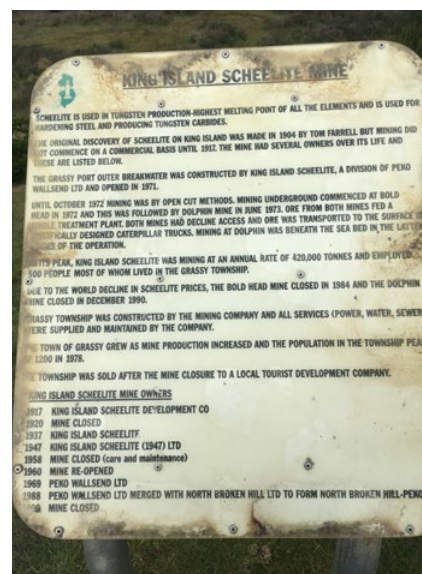 KING ISLAND SCHEELITE MINE
SCHEELITE IS USED IN TUNGSTEN PRODUCTION-HIGHEST MELTING POINT OF ALL THE ELEMENTS AND IS USED FOR
HARDENING STEEL AND PRODUCING TUNGSTEN CARBIDES.
THE ORIGINAL DISCOVERY OF SCHEELITE ON KING ISLAND WAS MADE IN 1904 BY TOM FARRELL BUT MINING DID
NOT COMMENCE ON A COMMERCIAL BASIS UNTIL 1917. THE MINE HAD SEVERAL OWNERS OVER ITS LIFE AND
THESE ARE LISTED BELOW.
THE GRASSY PORT OUTER BREAKWATER WAS CONSTRUCTED BY KING ISLAND SCHEELITE, A DIVISION OF PEKO
WALLSEND LTD AND OPENED IN 1971.
UNTIL OCTOBER 1972 MINING WAS BY OPEN CUT METHODS. MINING UNDERGROUND COMMENCED AT BOLD
HEAD IN 1972 AND THIS WAS FOLLOWED BY DOLPHIN MINE IN JUNE 1973. ORE FROM BOTH MINES FED A
TREATMENT PLANT. BOTH MINES HAD DECLINE ACCESS AND ORE WAS TRANSPORTED TO THE SURFACE
DESIGNED CATERPILLAR TRUCKS. MINING AT DOLPHIN WAS BENEATH THE SEA BED IN THE LATTER
OF THE OPERATION.
PEAK, KING ISLAND SCHEELITE WAS MINING AT AN ANNUAL RATE OF 420,000 TONNES AND EMPLOYED
500 PEOPLE MOST OF WHOM LIVED IN THE GRASSY TOWNSHIP.
DUE TO THE WORLD DECLINE IN SCHEELITE PRICES, THE BOLD HEAD MINE CLOSED IN 1984 AND THE DOLPHIN
MINE CLOSED IN DECEMBER 1990.
GRASSY TOWNSHIP WAS CONSTRUCTED BY THE MINING COMPANY AND ALL SERVICES (POWER, WATER, SEWER
WERE SUPPLIED AND MAINTAINED BY THE COMPANY.
TOWN OF GRASSY GREW AS MINE PRODUCTION INCREASED AND THE POPULATION IN THE TOWNSHIP PEA
1200 IN 1978.
TOWNSHIP WAS SOLD AFTER THE MINE CLOSURE TO A LOCAL TOURIST DEVELOPMENT COMPANY.
KING ISLAND SCHEELITE MINE OWNERS
1917 KING ISLAND SCHEELITE DEVELOPMENT CO
1920 MINE CLOSED
1937 KING ISLAND SCHEELITE
1947 KING ISLAND SCHEELITE (1947) LTD
1958 MINE CLOSED (care and maintenance)
1960 MINE RE-OPENED
1969 PEKO WALLSEND LTD
1988 PEKO WALLSEND LTD MERGED WITH NORTH BROKEN HILL LTD TO FORM NORTH BROKEN HILL-PEKO
MINE CLOSED